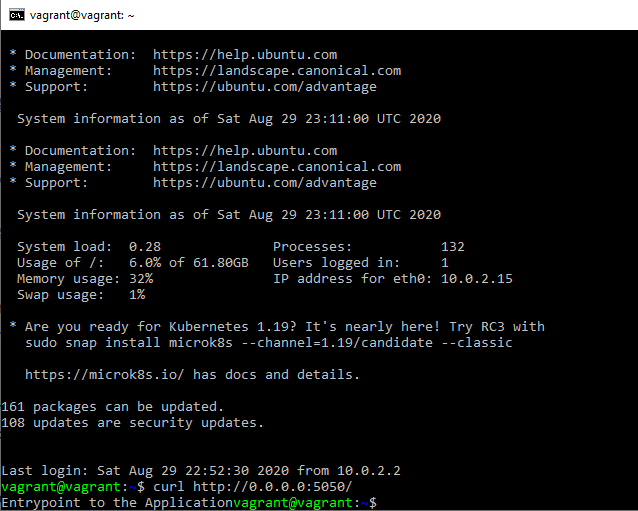 vagrant@vagrant: ~
* Documentation:  https://help.ubuntu.com
* Management:     https://landscape.canonical.com
* Support:        https://ubuntu.com/advantage
System information as of Sat Aug 29 23:11:00 UTC 2020
* Documentation:  https://help.ubuntu.com
* Management:     https://landscape.canonical.com
* Support:        https://ubuntu.com/advantage
System information as of Sat Aug 29 23:11:00 UTC 2020
System load:  0.28              Processes:           132
Usage of /:   6.0% of 61.80GB   Users logged in:     1
Memory usage: 32%               IP address for eth0: 10.0.2.15
Swap usage:   1%
* Are you ready for Kubernetes 1.19? It's nearly here! Try RC3 with
sudo snap install microk8s --channel=1.19/candidate --classic
https://microk8s.io/ has docs and details.
161 packages can be updated.
108 updates are security updates.
Last login: Sat Aug 29 22:52:30 2020 from 10.0.2.2
vagrant@vagrant:~$ curl http://0.0.0.0:5050/
Entrypoint to the Applicationvagrant@vagrant:~$